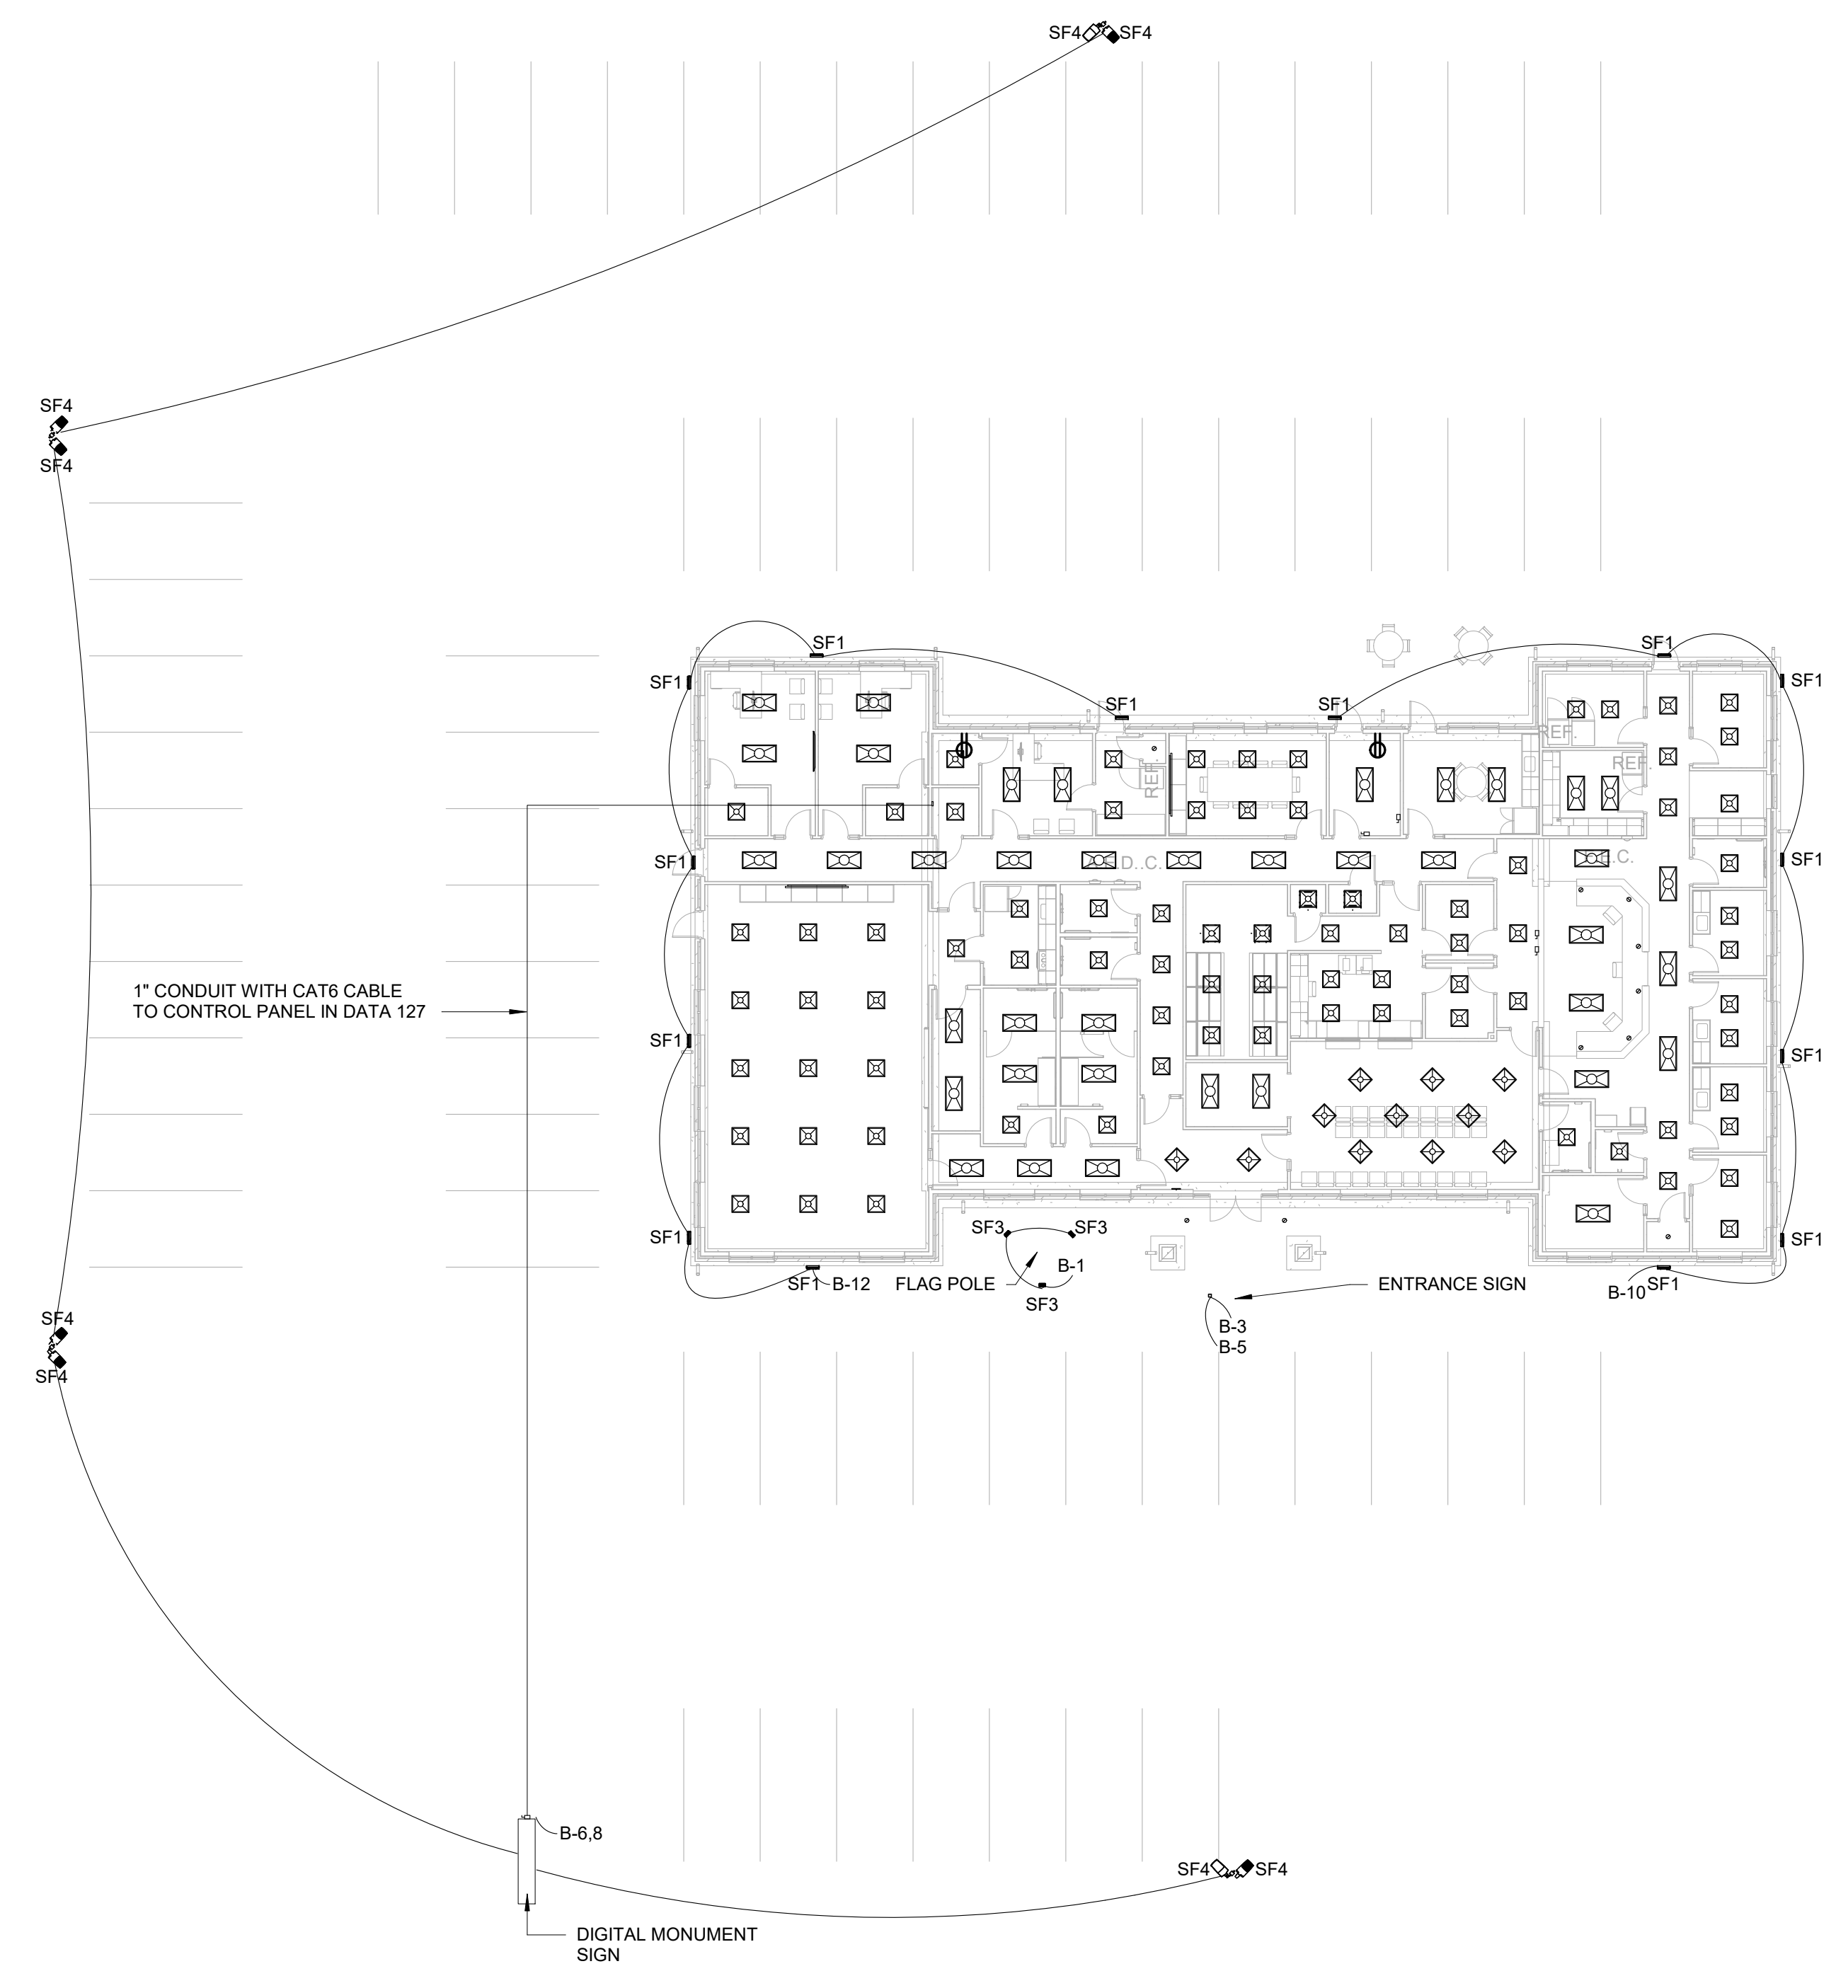 SF4 SF4
SF4
SF4
SF1
SF1
SF1
SF1
SF1
SF1
REF.
REF.
REF.
SF1
SF1
1" CONDUIT WITH CAT6 CABLE
TO CONTROL PANEL IN DATA 127
SF1
SF1
SF1
SF1
SF3
SF3
B-1
FLAG POLE
SF3
SF1
B-12
B-10
SF1
ENTRANCE SIGN
B-3
B-5
SF4
SF4
B-6,8
SF4 SF4
DIGITAL MONUMENT
SIGN